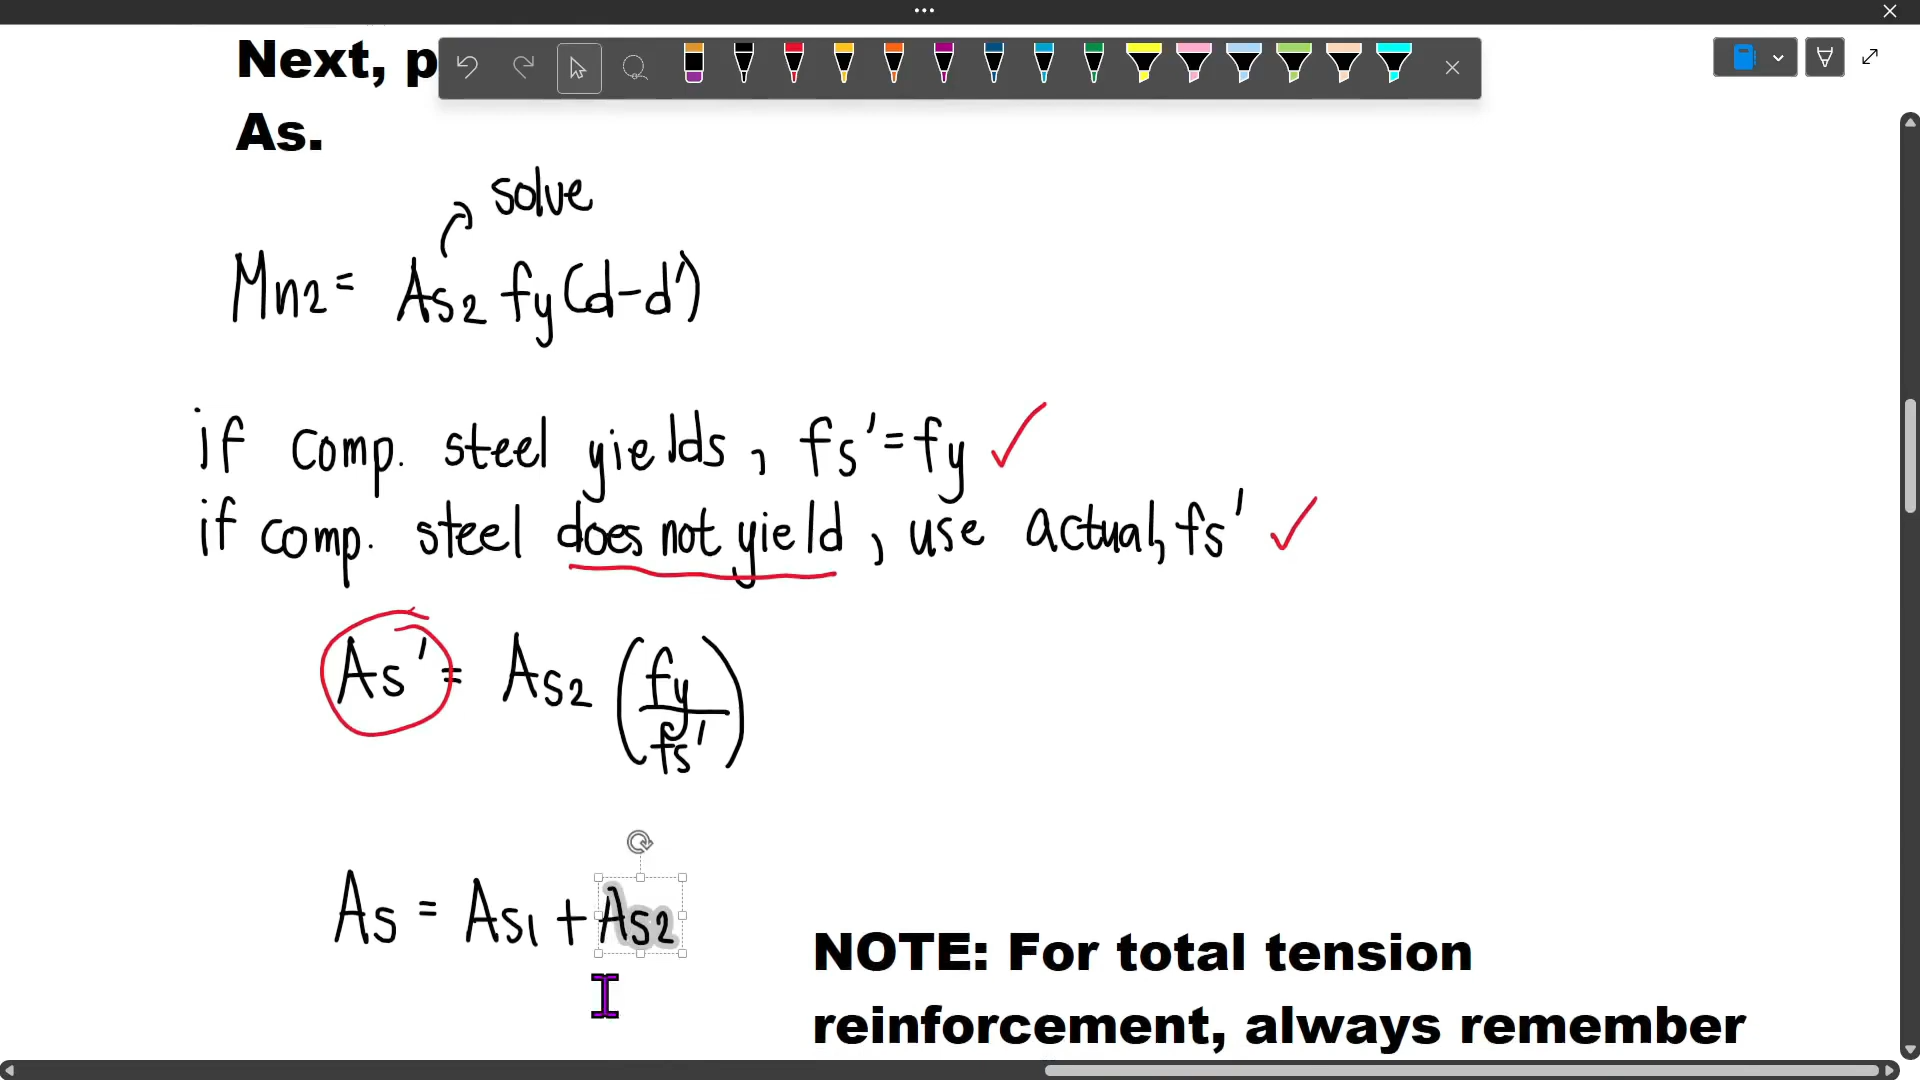 Next, p
As.
solve
Mn2 = As2 fy (d-d')
if comp. steel yields, fs' = fy ✓
if comp. steel does not yield, use actual, fs' ✓
As' = As2 (fy/fs')
As = As1 + As2
NOTE: For total tension
reinforcement, always remember